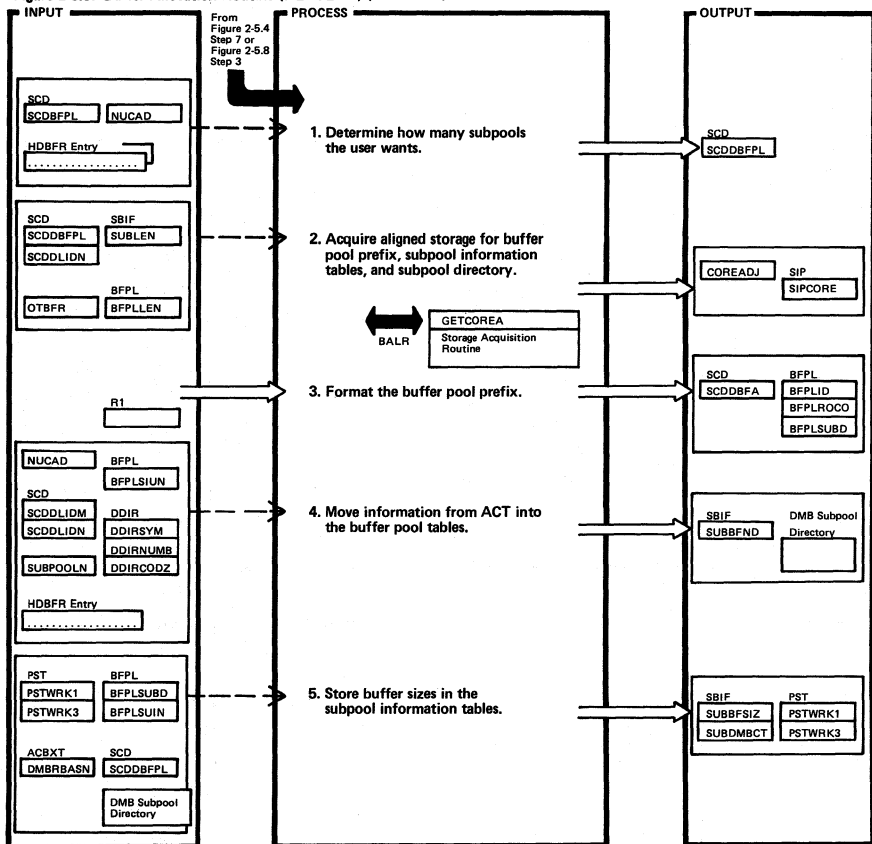 INPUT
From
Figure 2-5.4
Step 7 or
Figure 2-5.8
Step 3
PROCESS
OUTPUT
SCD
SCDBFPL NUCAD
HDBFR Entry
..................
1. Determine how many subpools
the user wants.
SCD
SCDDBFPL
SCD SBIF
SCDDBFPL SUBLEN
SCDDLIDN
BFPL
OTBFR BFPLLEN
2. Acquire aligned storage for buffer
pool prefix, subpool information
tables, and subpool directory.
COREADJ SIP
SIPCORE
BALR
GETCOREA
Storage Acquisition
Routine
R1
3. Format the buffer pool prefix.
SCD BFPL
SCDDBFA BFPLID
BFPLROCO
BFPLSUBD
NUCAD BFPL
BFPLSIUN
SCD
SCDDLIDM DDIR
SCDDLIDN DDIRSYM
DDIRNUMB
SUBPOOLN DDIRCODZ
HDBFR Entry
..................
4. Move information from ACT into
the buffer pool tables.
SBIF DMB Subpool
SUBBFND Directory
PST BFPL
PSTWRK1 BFPLSUBD
PSTWRK3 BFPLSUIN
ACBXT SCD
DMBRBASN SCDDBFPL
DMB Subpool
Directory
5. Store buffer sizes in the
subpool information tables.
SBIF PST
SUBBFSIZ PSTWRK1
SUBDMBCT PSTWRK3